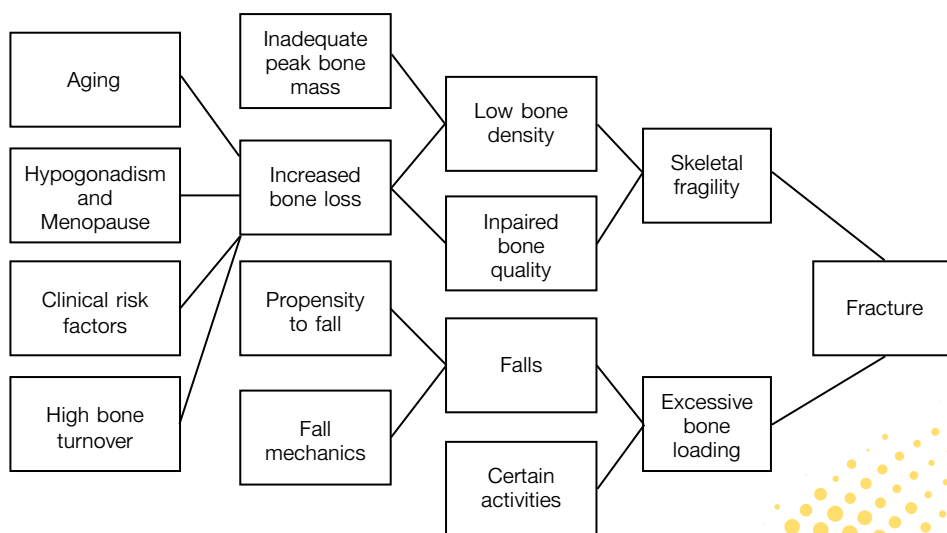 Aging
Hypogonadism
and
Menopause
Clinical risk
factors
High bone
turnover
Inadequate
peak bone
mass
Increased
bone loss
Propensity
to fall
Fall
mechanics
Low bone
density
Inpaired
bone
quality
Falls
Certain
activities
Skeletal
fragility
Excessive
bone
loading
Fracture